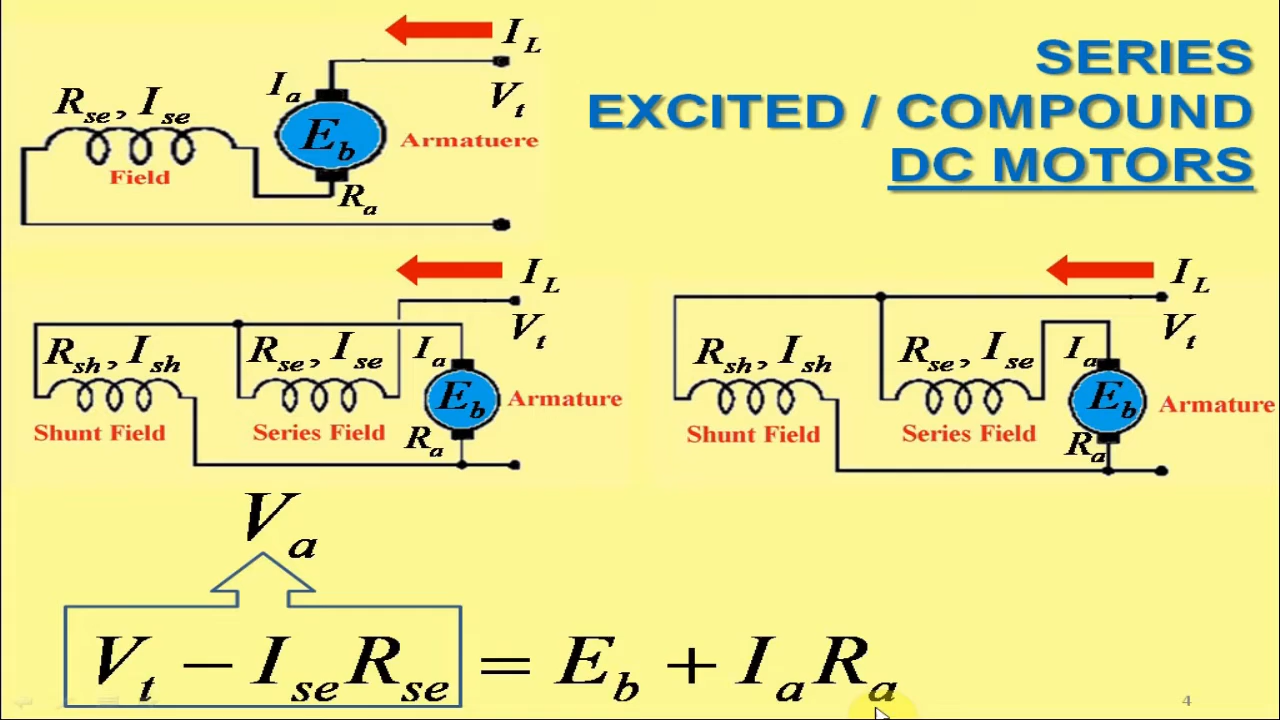 SERIES
EXCITED / COMPOUND
DC MOTORS
I_L
V_t
R_se, I_se
I_a
E_b
Armatuere
Field
R_a
I_L
V_t
R_sh, I_sh
R_se, I_se
I_a
E_b
Armature
Shunt Field
Series Field
R_a
I_L
V_t
R_sh, I_sh
R_se, I_se
I_a
E_b
Armature
Shunt Field
Series Field
R_a
V_a
V_t − I_se R_se = E_b + I_a R_a
4